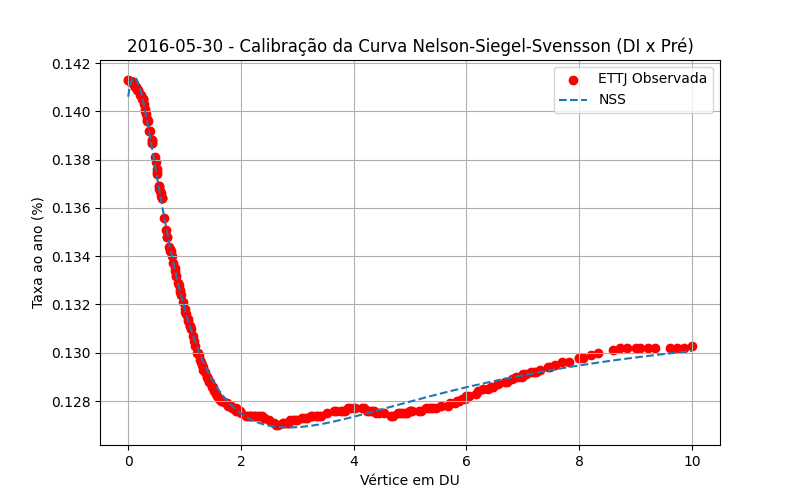 2016-05-30 - Calibração da Curva Nelson-Siegel-Svensson (DI x Pré)
ETTJ Observada
NSS
Taxa ao ano (%)
0.142
0.140
0.138
0.136
0.134
0.132
0.130
0.128
0 2 4 6 8 10
Vértice em DU